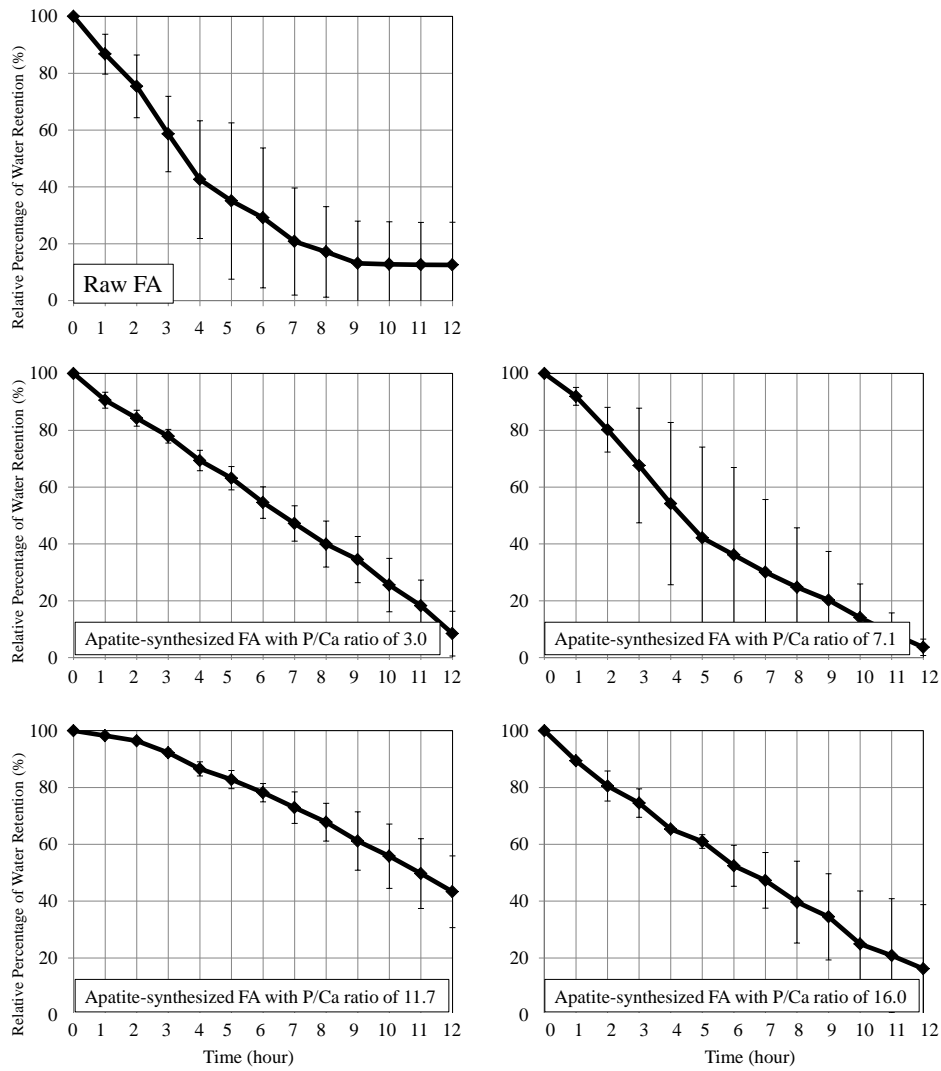 Relative Percentage of Water Retention (%)
100
80
60
40
20
0
Raw FA
0 1 2 3 4 5 6 7 8 9 10 11 12
Relative Percentage of Water Retention (%)
100
80
60
40
20
0
Apatite-synthesized FA with P/Ca ratio of 3.0
0 1 2 3 4 5 6 7 8 9 10 11 12
100
80
60
40
20
0
Apatite-synthesized FA with P/Ca ratio of 7.1
0 1 2 3 4 5 6 7 8 9 10 11 12
Relative Percentage of Water Retention (%)
100
80
60
40
20
0
Apatite-synthesized FA with P/Ca ratio of 11.7
0 1 2 3 4 5 6 7 8 9 10 11 12
Time (hour)
100
80
60
40
20
0
Apatite-synthesized FA with P/Ca ratio of 16.0
0 1 2 3 4 5 6 7 8 9 10 11 12
Time (hour)